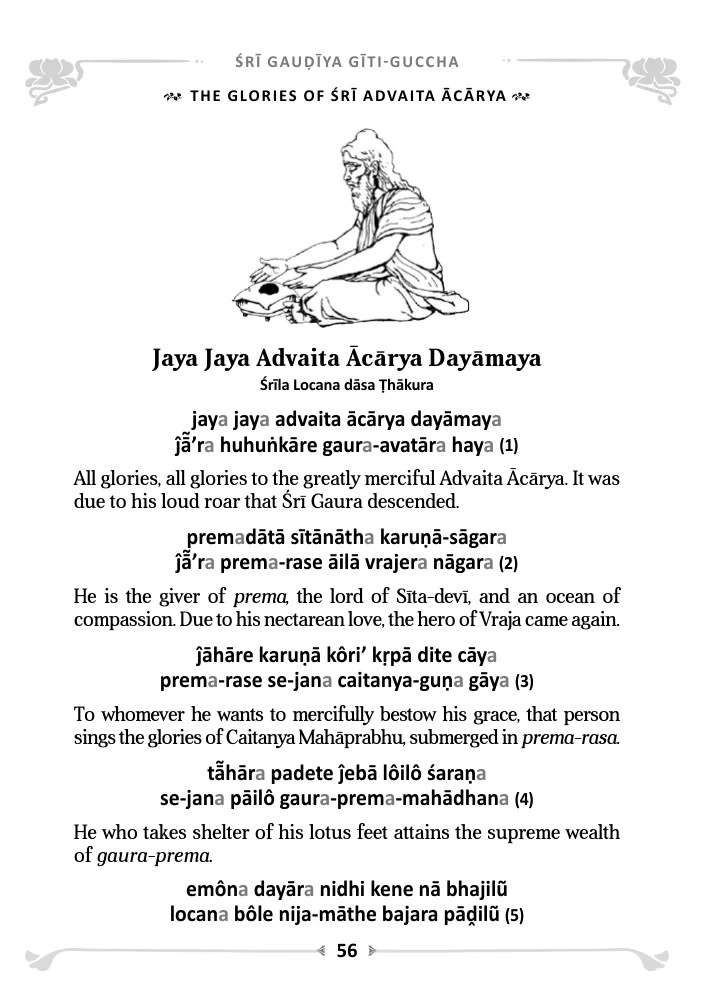 ŚRĪ GAUḌĪYA GĪTI-GUCCHA
THE GLORIES OF ŚRĪ ADVAITA ĀCĀRYA
Jaya Jaya Advaita Ācārya Dayāmaya
Śrīla Locana dāsa Ṭhākura
jaya jaya advaita ācārya dayāmaya
ĵā̃’ra huhuṅkāre gaura-avatāra haya (1)
All glories, all glories to the greatly merciful Advaita Ācārya. It was
due to his loud roar that Śrī Gaura descended.
premadātā sītānātha karuṇā-sāgara
ĵā̃’ra prema-rase āilā vrajera nāgara (2)
He is the giver of prema, the lord of Sīta-devī, and an ocean of
compassion. Due to his nectarean love, the hero of Vraja came again.
ĵāhāre karuṇā kôri’ kṛpā dite cāya
prema-rase se-jana caitanya-guṇa gāya (3)
To whomever he wants to mercifully bestow his grace, that person
sings the glories of Caitanya Mahāprabhu, submerged in prema-rasa.
tā̃hāra padete ĵebā lôilô śaraṇa
se-jana pāilô gaura-prema-mahādhana (4)
He who takes shelter of his lotus feet attains the supreme wealth
of gaura-prema.
emôna dayāra nidhi kene nā bhajilũ
locana bôle nija-māthe bajara pāḓilũ (5)
56